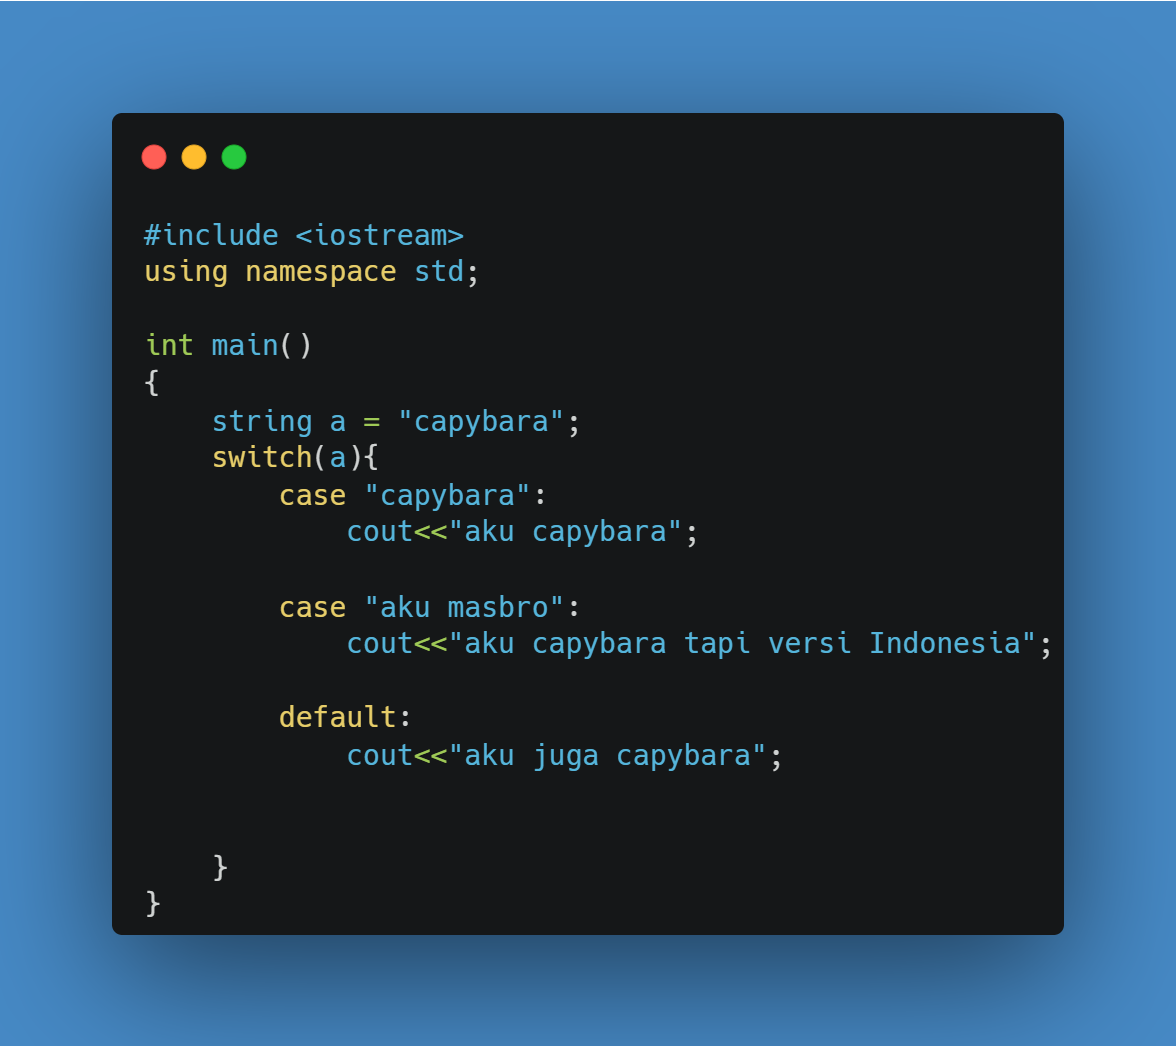 #include <iostream>
using namespace std;
int main()
{
    string a = "capybara";
    switch(a){
        case "capybara":
            cout<<"aku capybara";
        case "aku masbro":
            cout<<"aku capybara tapi versi Indonesia";
        default:
            cout<<"aku juga capybara";
    }
}